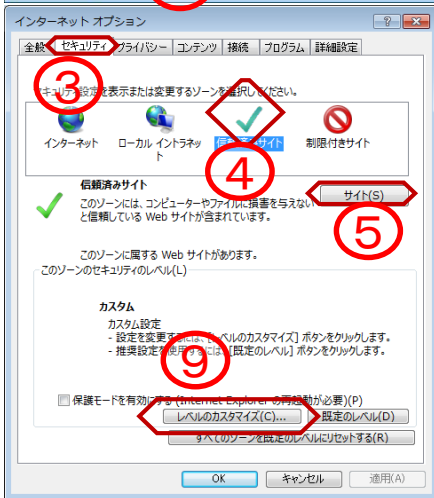 インターネット オプション
全般 セキュリティ プライバシー コンテンツ 接続 プログラム 詳細設定
③
セキュリティ設定を表示または変更するゾーンを選択してください。
インターネット ローカル イントラネット 信頼済みサイト 制限付きサイト
④
信頼済みサイト
サイト(S)
このゾーンには、コンピューターやファイルに損害を与えない
と信頼している Web サイトが含まれています。
⑤
このゾーンに属する Web サイトがあります。
このゾーンのセキュリティのレベル(L)
カスタム
カスタム設定
- 設定を変更するには、[レベルのカスタマイズ] ボタンをクリックします。
- 推奨設定を使用するには、[既定のレベル] ボタンをクリックします。
⑨
保護モードを有効にする (Internet Explorer の再起動が必要)(P)
レベルのカスタマイズ(C)... 既定のレベル(D)
すべてのゾーンを既定のレベルにリセットする(R)
OK キャンセル 適用(A)